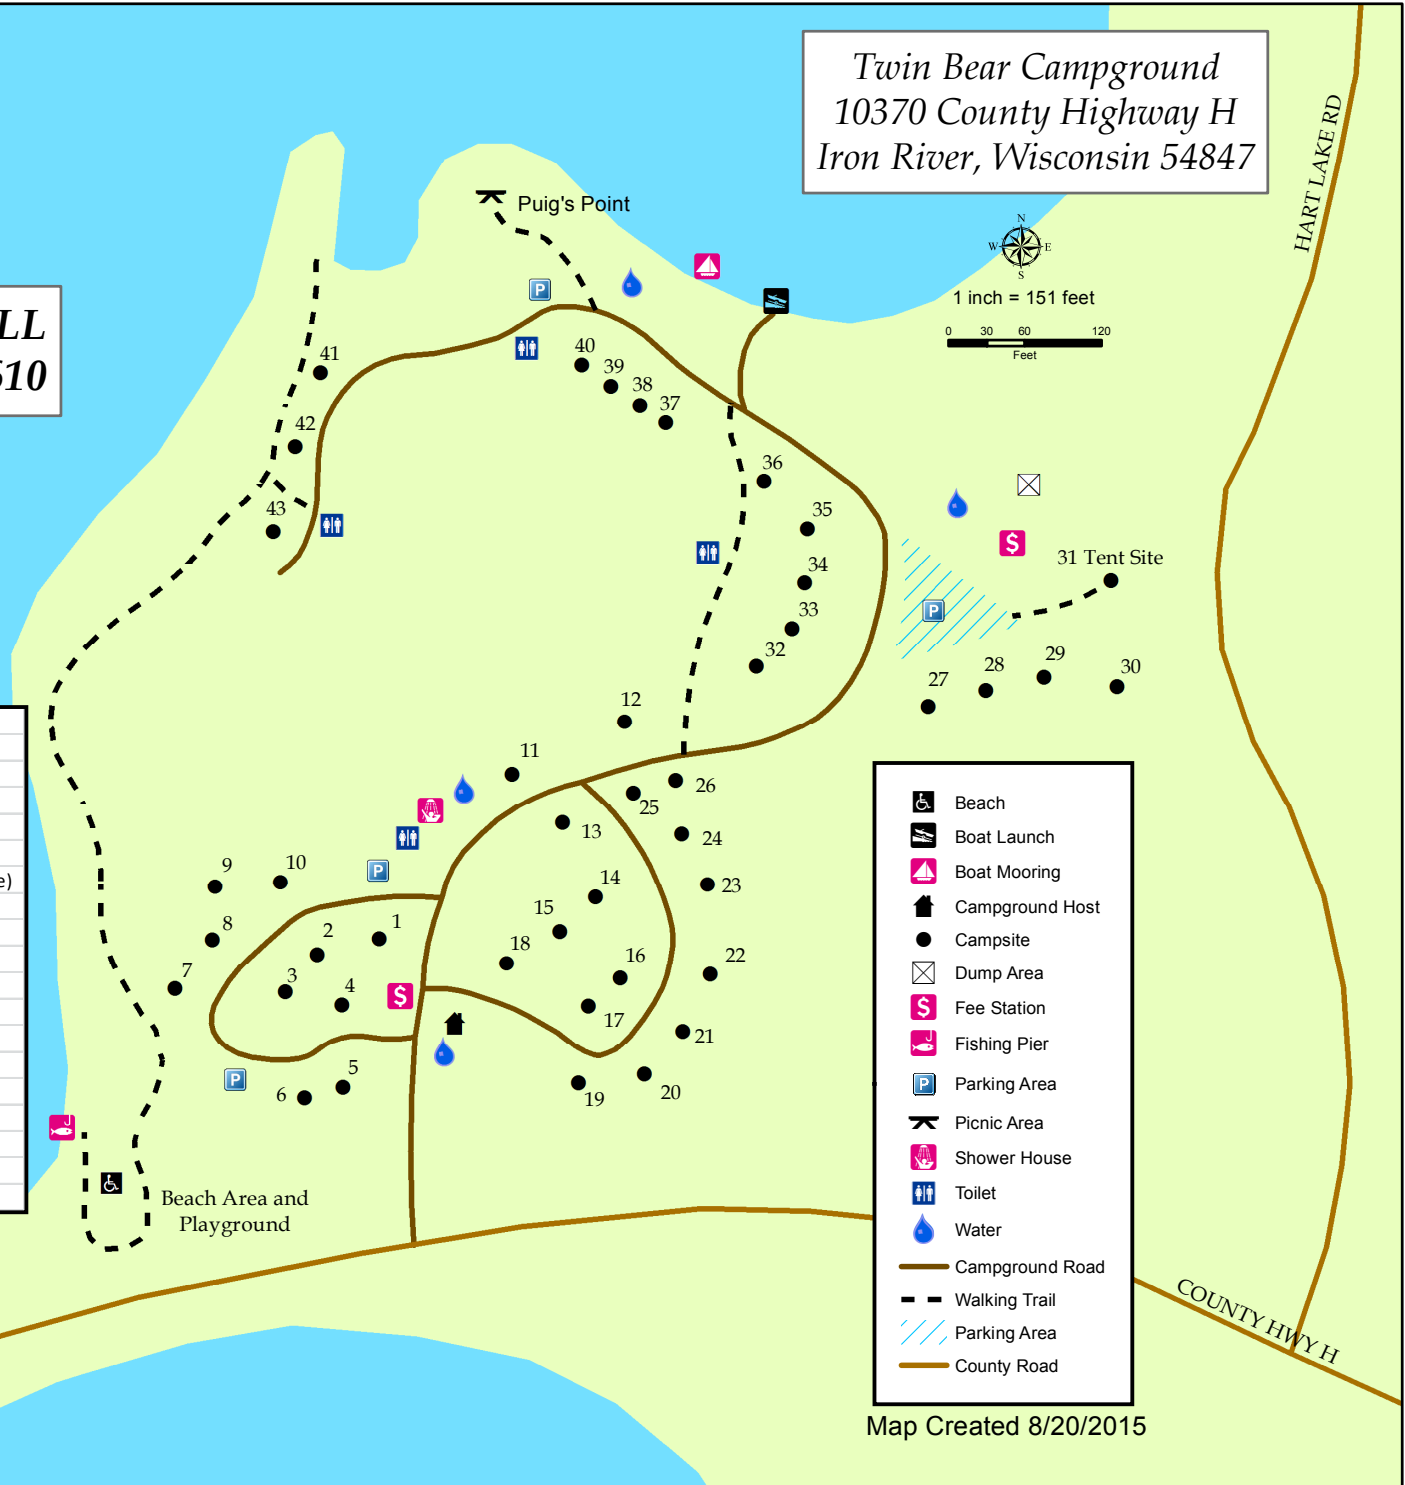 Twin Bear Campground
10370 County Highway H
Iron River, Wisconsin 54847
HART LAKE RD
Puig's Point
N
W E
S
1 inch = 151 feet
0 30 60 120
Feet
LL
510
P
41
40
39
38
37
42
36
43
35
34
33
32
$
31 Tent Site
P
27
28
29
30
12
11
26
25
13
24
23
e)
9
10
P
14
15
8
2
1
18
16
22
7
3
4
$
17
21
P
5
6
19
20
Beach Area and
Playground
Beach
Boat Launch
Boat Mooring
Campground Host
Campsite
Dump Area
$ Fee Station
Fishing Pier
P Parking Area
Picnic Area
Shower House
Toilet
Water
Campground Road
Walking Trail
Parking Area
County Road
COUNTY HWY H
Map Created 8/20/2015